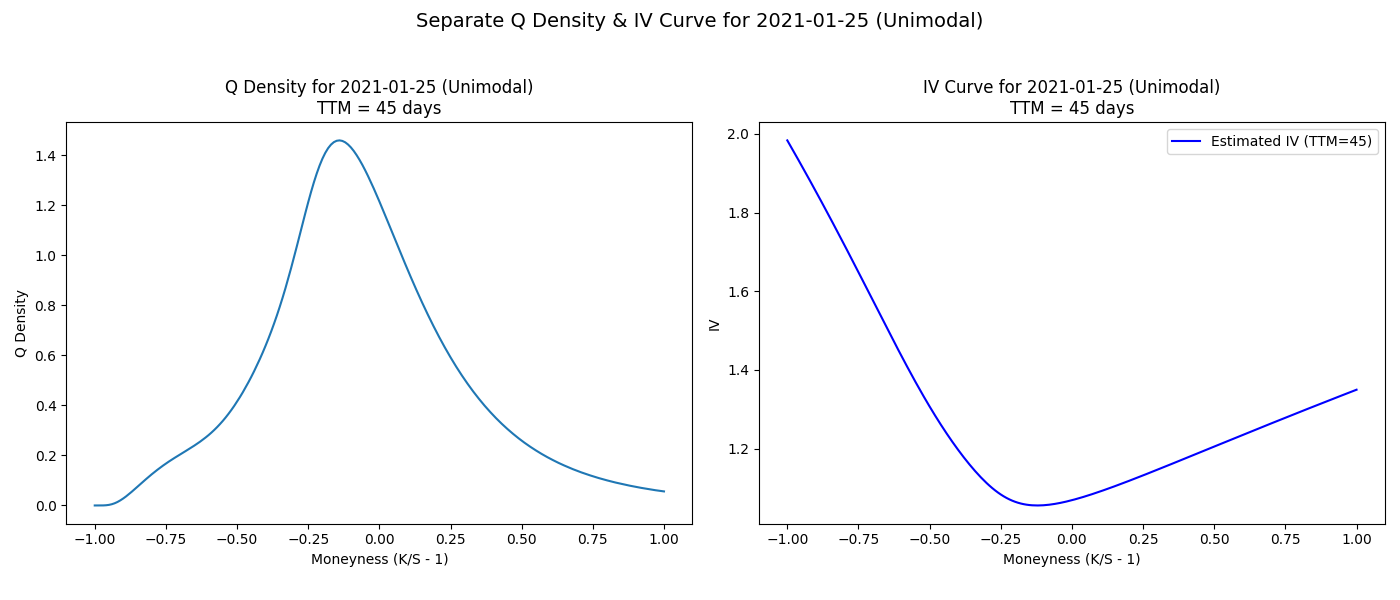 Separate Q Density & IV Curve for 2021-01-25 (Unimodal)
Q Density for 2021-01-25 (Unimodal)
TTM = 45 days
Q Density
1.4
1.2
1.0
0.8
0.6
0.4
0.2
0.0
−1.00 −0.75 −0.50 −0.25 0.00 0.25 0.50 0.75 1.00
Moneyness (K/S - 1)
IV Curve for 2021-01-25 (Unimodal)
TTM = 45 days
Estimated IV (TTM=45)
IV
2.0
1.8
1.6
1.4
1.2
−1.00 −0.75 −0.50 −0.25 0.00 0.25 0.50 0.75 1.00
Moneyness (K/S - 1)